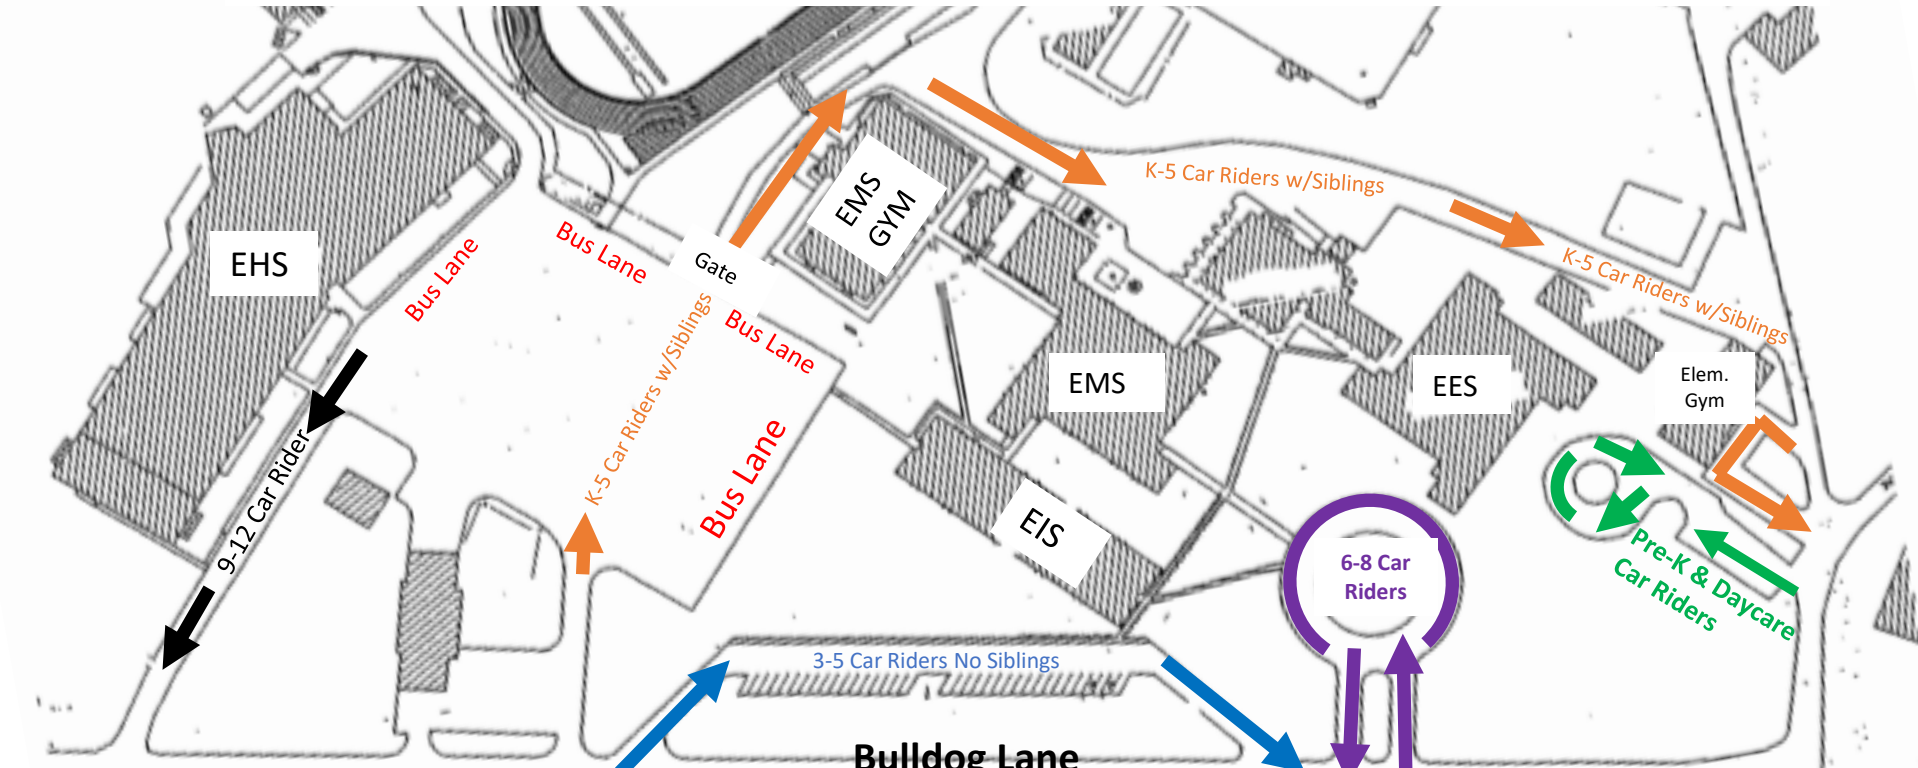 EHS
Bus Lane
Bus Lane
Gate
Bus Lane
Bus Lane
EMS
GYM
K-5 Car Riders w/Siblings
K-5 Car Riders w/Siblings
K-5 Car Riders w/Siblings
9-12 Car Rider
EMS
EES
Elem.
Gym
EIS
6-8 Car
Riders
Pre-K & Daycare
Car Riders
3-5 Car Riders No Siblings
Bulldog Lane